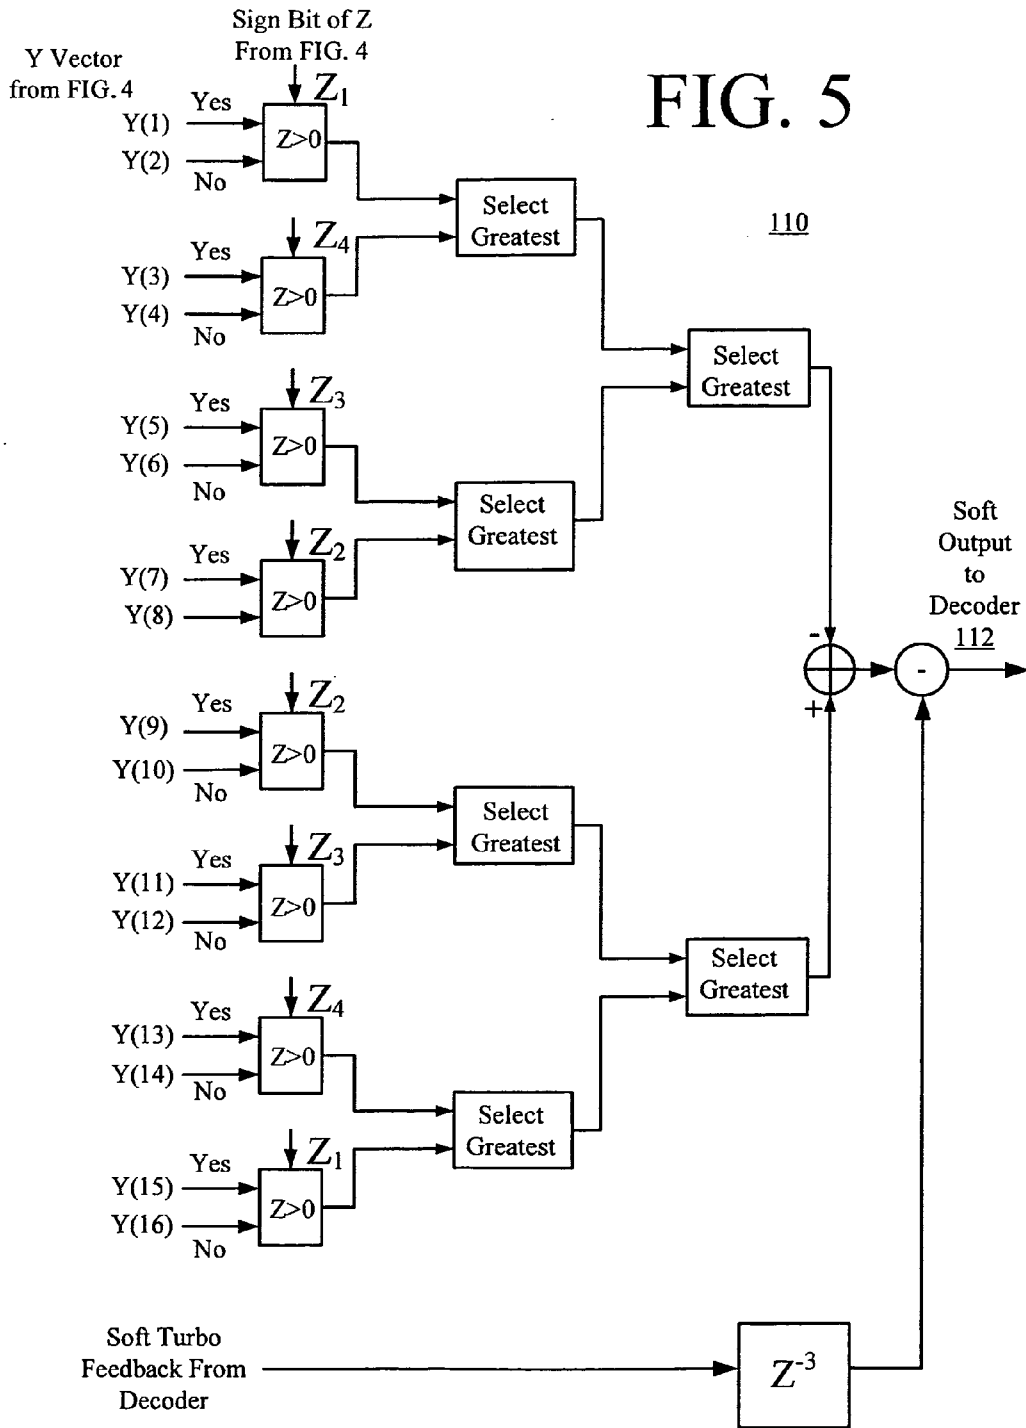 Sign Bit of Z
From FIG. 4
Y Vector
from FIG. 4
FIG. 5
110
Yes
Z1
Y(1)
Z>0
Y(2)
No
Select
Greatest
Yes
Z4
Y(3)
Z>0
Y(4)
No
Select
Greatest
Yes
Z3
Y(5)
Z>0
Y(6)
No
Select
Greatest
Yes
Z2
Y(7)
Z>0
Y(8)
Soft
Output
to
Decoder
112
-
+
-
Yes
Z2
Y(9)
Z>0
Y(10)
No
Select
Greatest
Yes
Z3
Y(11)
Z>0
Y(12)
No
Select
Greatest
Yes
Z4
Y(13)
Z>0
Y(14)
No
Select
Greatest
Yes
Z1
Y(15)
Z>0
Y(16)
No
Soft Turbo
Feedback From
Decoder
Z-3